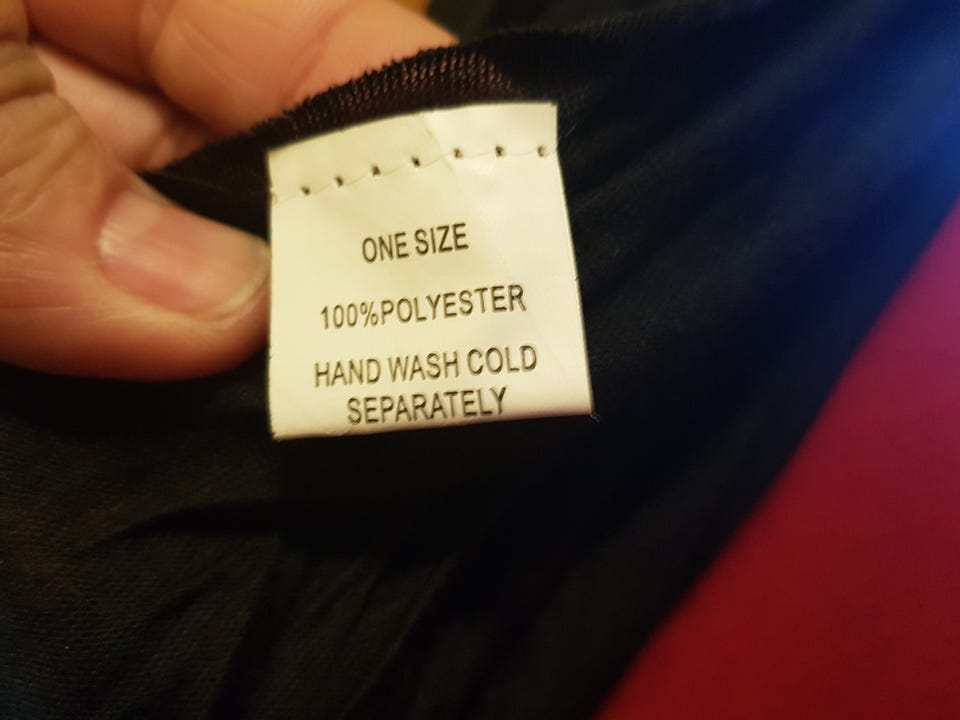 ONE SIZE
100%POLYESTER
HAND WASH COLD
SEPARATELY